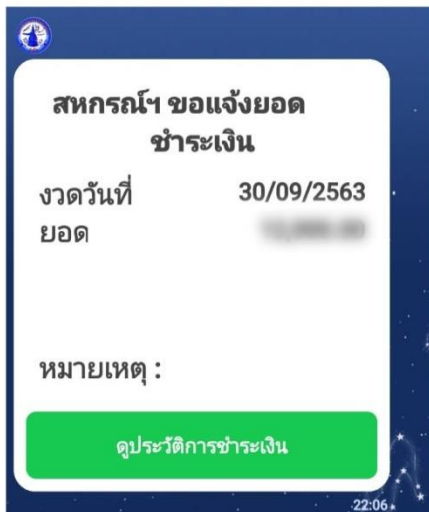 สหกรณ์ฯ ขอแจ้งยอด
ชำระเงิน
งวดวันที่ 30/09/2563
ยอด
หมายเหตุ :
ดูประวัติการชำระเงิน
22:06